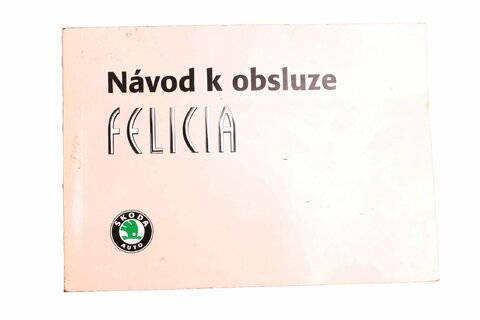 Návod k obsluze
FELICIA
ŠKODA
AUTO